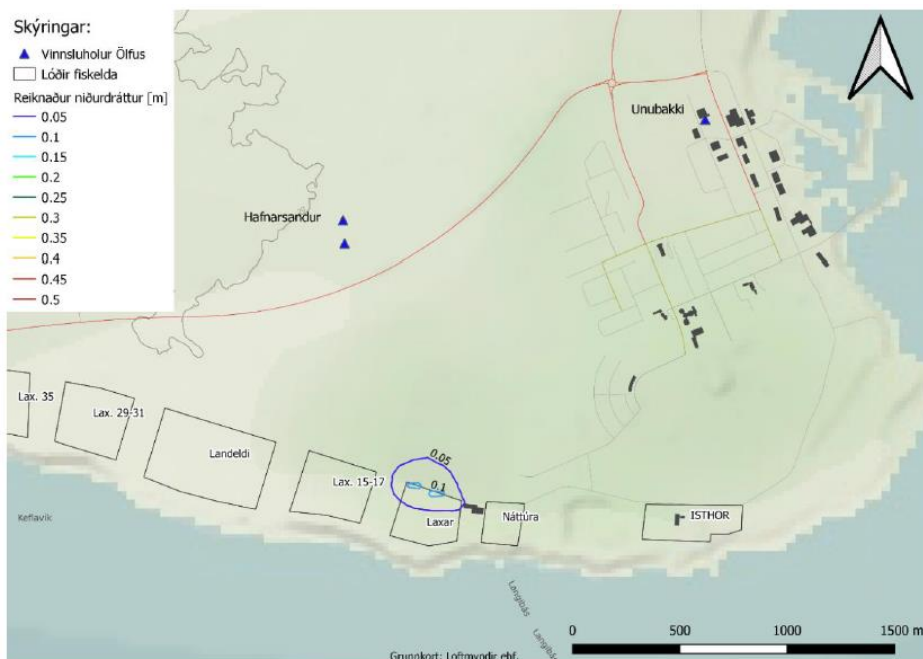 Skýringar:
Vinnsluholur Ölfus
Lóðir fiskelda
Reiknaður niðurdráttur [m]
0.05
0.1
0.15
0.2
0.25
0.3
0.35
0.4
0.45
0.5
Unubakki
Hafnarsandur
Lax. 35
Lax. 29-31
Landeldi
Lax. 15-17
0.05
0.1
Laxar
Náttúra
ISTHOR
Keflavík
Langibás
Langibás
0
500
1000
1500 m
Grunnkort: Loftmyndir ehf.